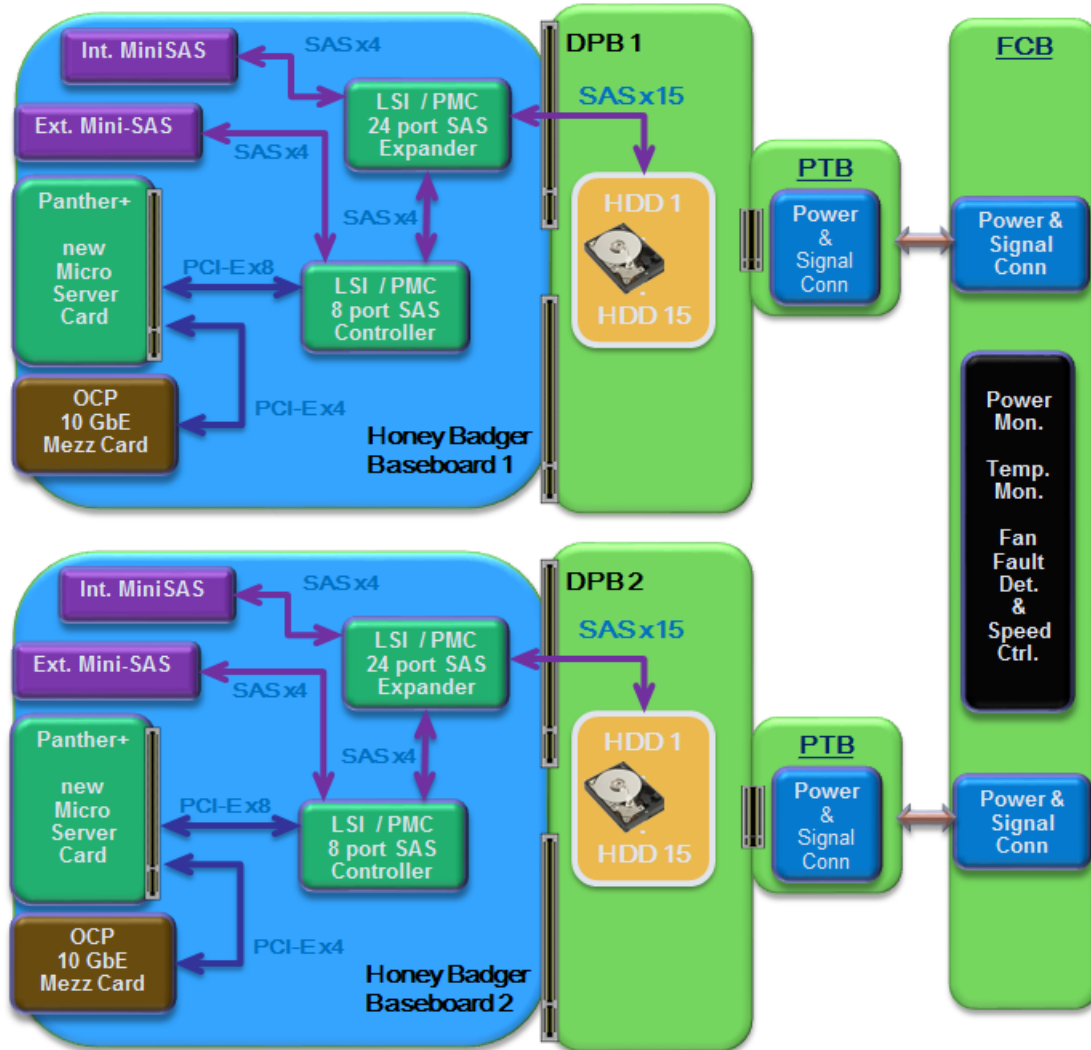 Int. MiniSAS
SAS x4
Ext. Mini-SAS
SAS x4
LSI / PMC
24 port SAS
Expander
SAS x4
Panther+
new
Micro
Server
Card
PCI-E x8
LSI / PMC
8 port SAS
Controller
OCP
10 GbE
Mezz Card
PCI-E x4
Honey Badger
Baseboard 1
DPB 1
SAS x15
HDD 1
HDD 15
PTB
Power
&
Signal
Conn
FCB
Power &
Signal
Conn
Power
Mon.
Temp.
Mon.
Fan
Fault
Det.
&
Speed
Ctrl.
Int. MiniSAS
SAS x4
Ext. Mini-SAS
SAS x4
LSI / PMC
24 port SAS
Expander
SAS x4
Panther+
new
Micro
Server
Card
PCI-E x8
LSI / PMC
8 port SAS
Controller
OCP
10 GbE
Mezz Card
PCI-E x4
Honey Badger
Baseboard 2
DPB 2
SAS x15
HDD 1
HDD 15
PTB
Power
&
Signal
Conn
Power &
Signal
Conn